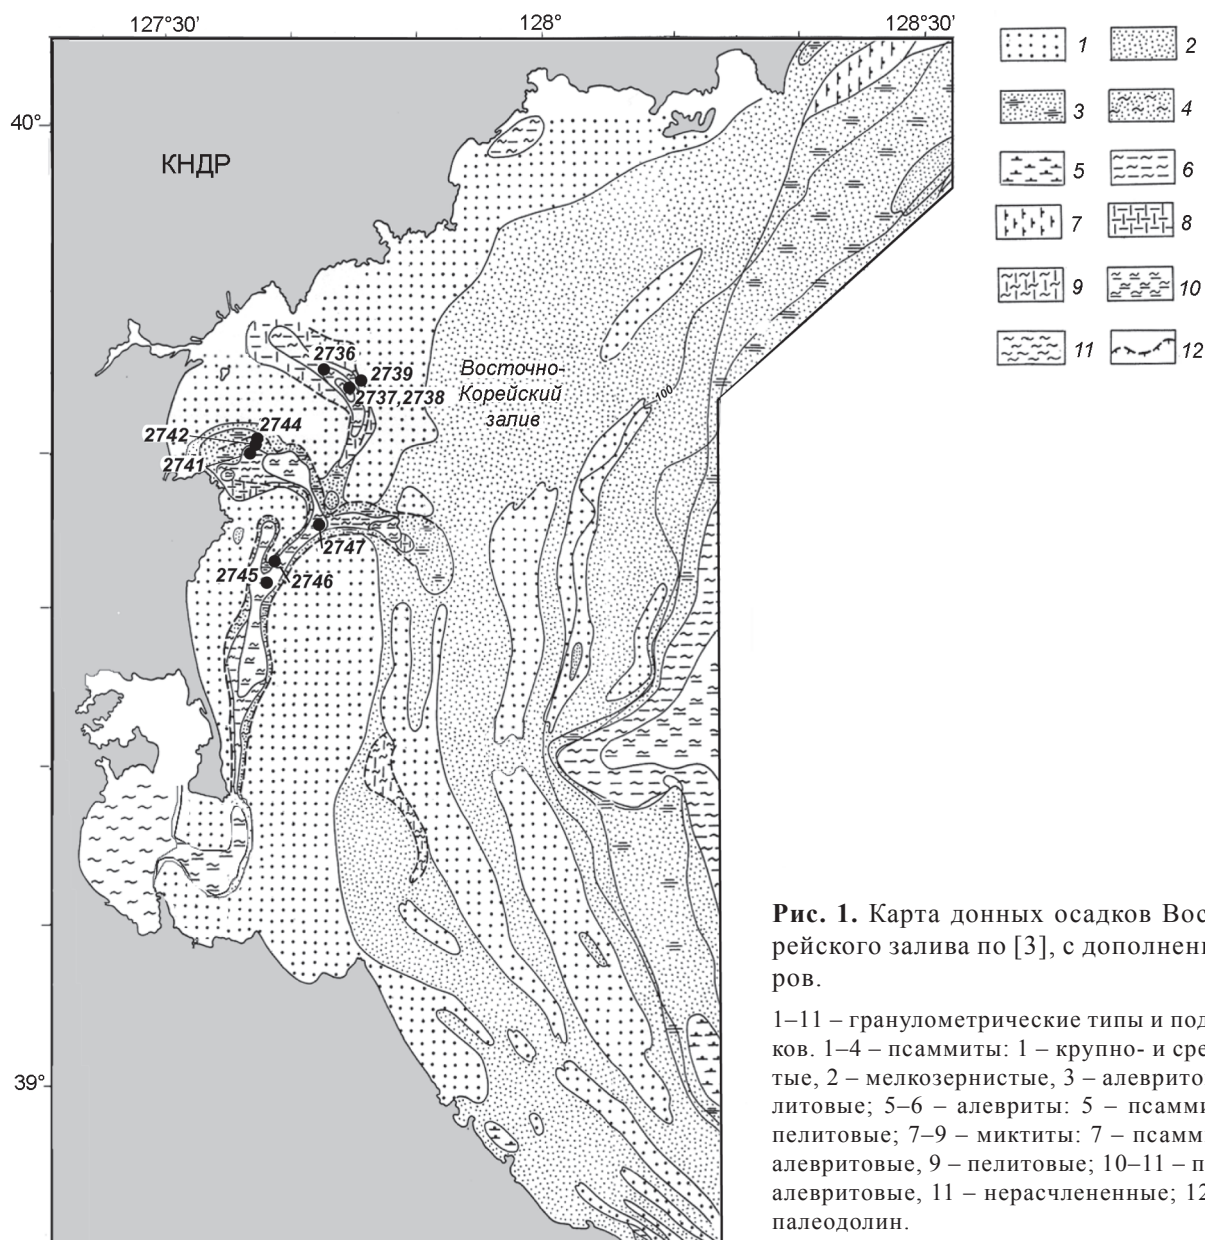 127°30’ 128° 128°30’
1 2
40°
3 4
КНДР
5 6
7 8
9 10
11 12
2736
2739
Восточно-
Корейский
залив
2737,2738
100
2742 2744
2741
2747
2745 2746
39°
Рис. 1. Карта донных осадков Вос
рейского залива по [3], с дополнен
ров.
1–11 – гранулометрические типы и под
ков. 1–4 – псаммиты: 1 – крупно- и сре
тые, 2 – мелкозернистые, 3 – алеврито
литовые; 5–6 – алевриты: 5 – псамми
пелитовые; 7–9 – миктиты: 7 – псамм
алевритовые, 9 – пелитовые; 10–11 – п
алевритовые, 11 – нерасчлененные; 12
палеодолин.